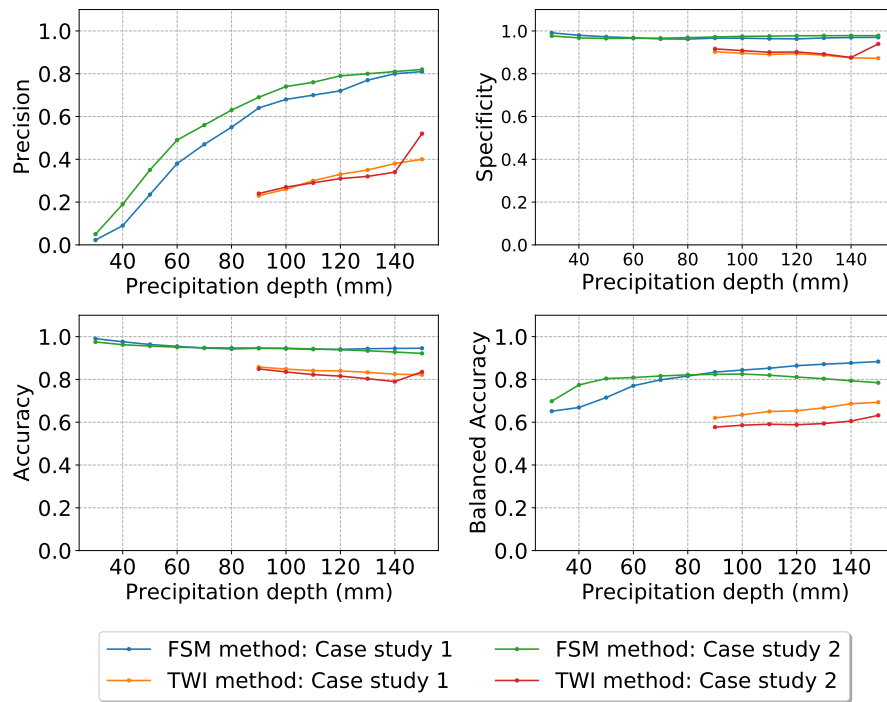 1.0
0.8
0.6
0.4
0.2
0.0
Precision
40 60 80 100 120 140
Precipitation depth (mm)
1.0
0.8
0.6
0.4
0.2
0.0
Specificity
40 60 80 100 120 140
Precipitation depth (mm)
1.0
0.8
0.6
0.4
0.2
0.0
Accuracy
40 60 80 100 120 140
Precipitation depth (mm)
1.0
0.8
0.6
0.4
0.2
0.0
Balanced Accuracy
40 60 80 100 120 140
Precipitation depth (mm)
FSM method: Case study 1
TWI method: Case study 1
FSM method: Case study 2
TWI method: Case study 2